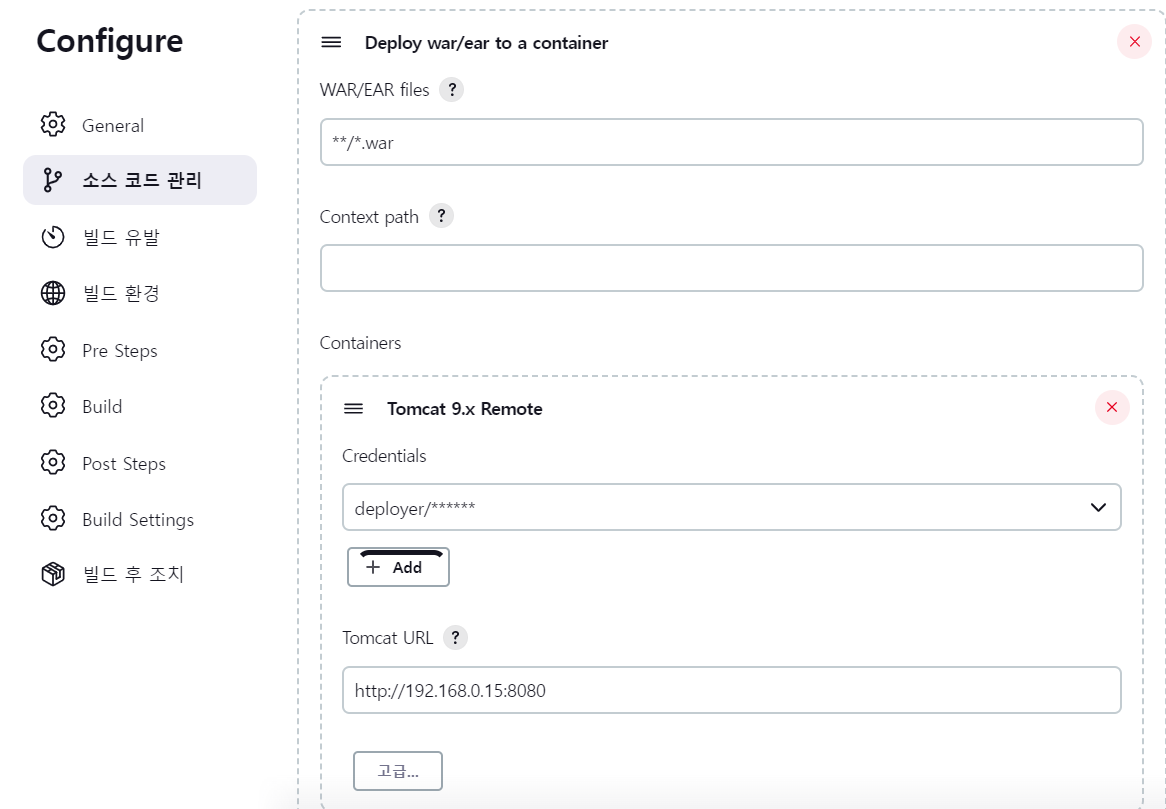 Configure
General
소스 코드 관리
빌드 유발
빌드 환경
Pre Steps
Build
Post Steps
Build Settings
빌드 후 조치
Deploy war/ear to a container
WAR/EAR files ?
**/*.war
Context path ?
Containers
Tomcat 9.x Remote
Credentials
deployer/******
+ Add
Tomcat URL ?
http://192.168.0.15:8080
고급...